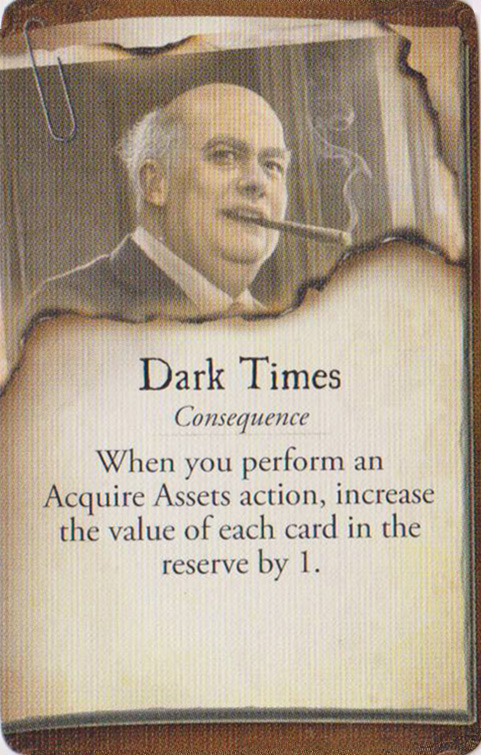 Dark Times
Consequence
When you perform an
Acquire Assets action, increase
the value of each card in the
reserve by 1.